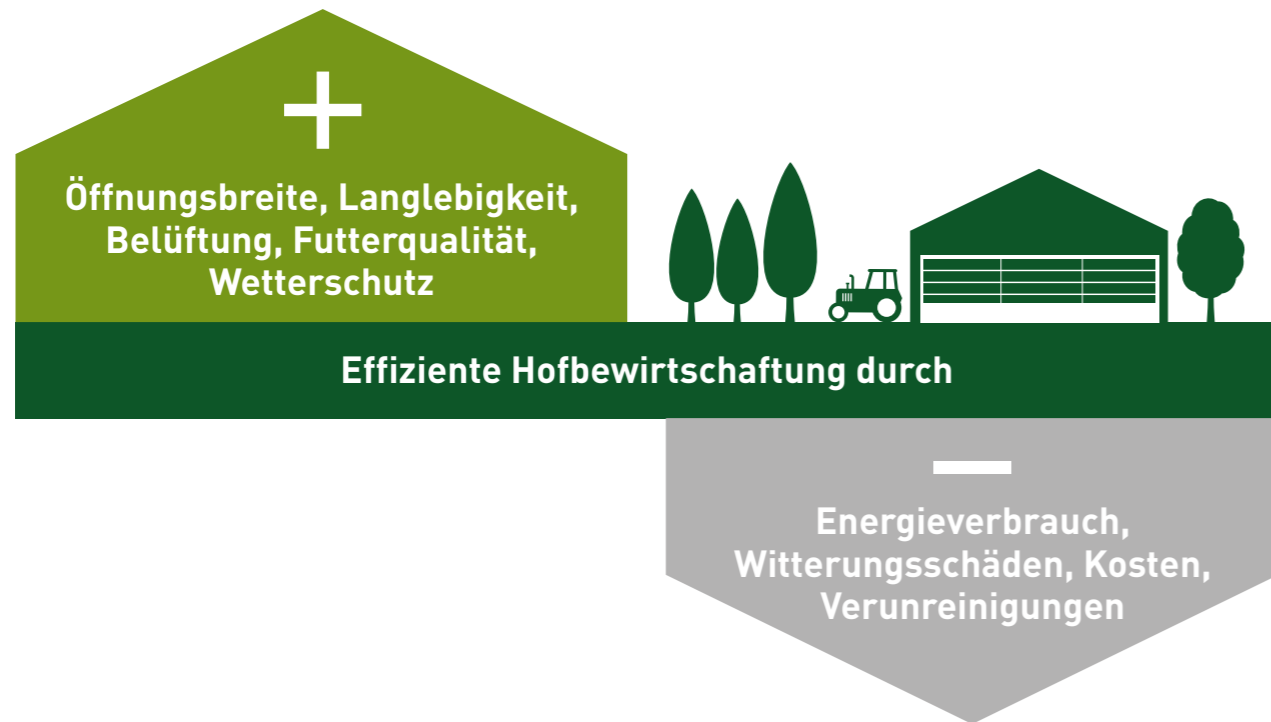 +
Öffnungsbreite, Langlebigkeit,
Belüftung, Futterqualität,
Wetterschutz
Effiziente Hofbewirtschaftung durch
–
Energieverbrauch,
Witterungsschäden, Kosten,
Verunreinigungen